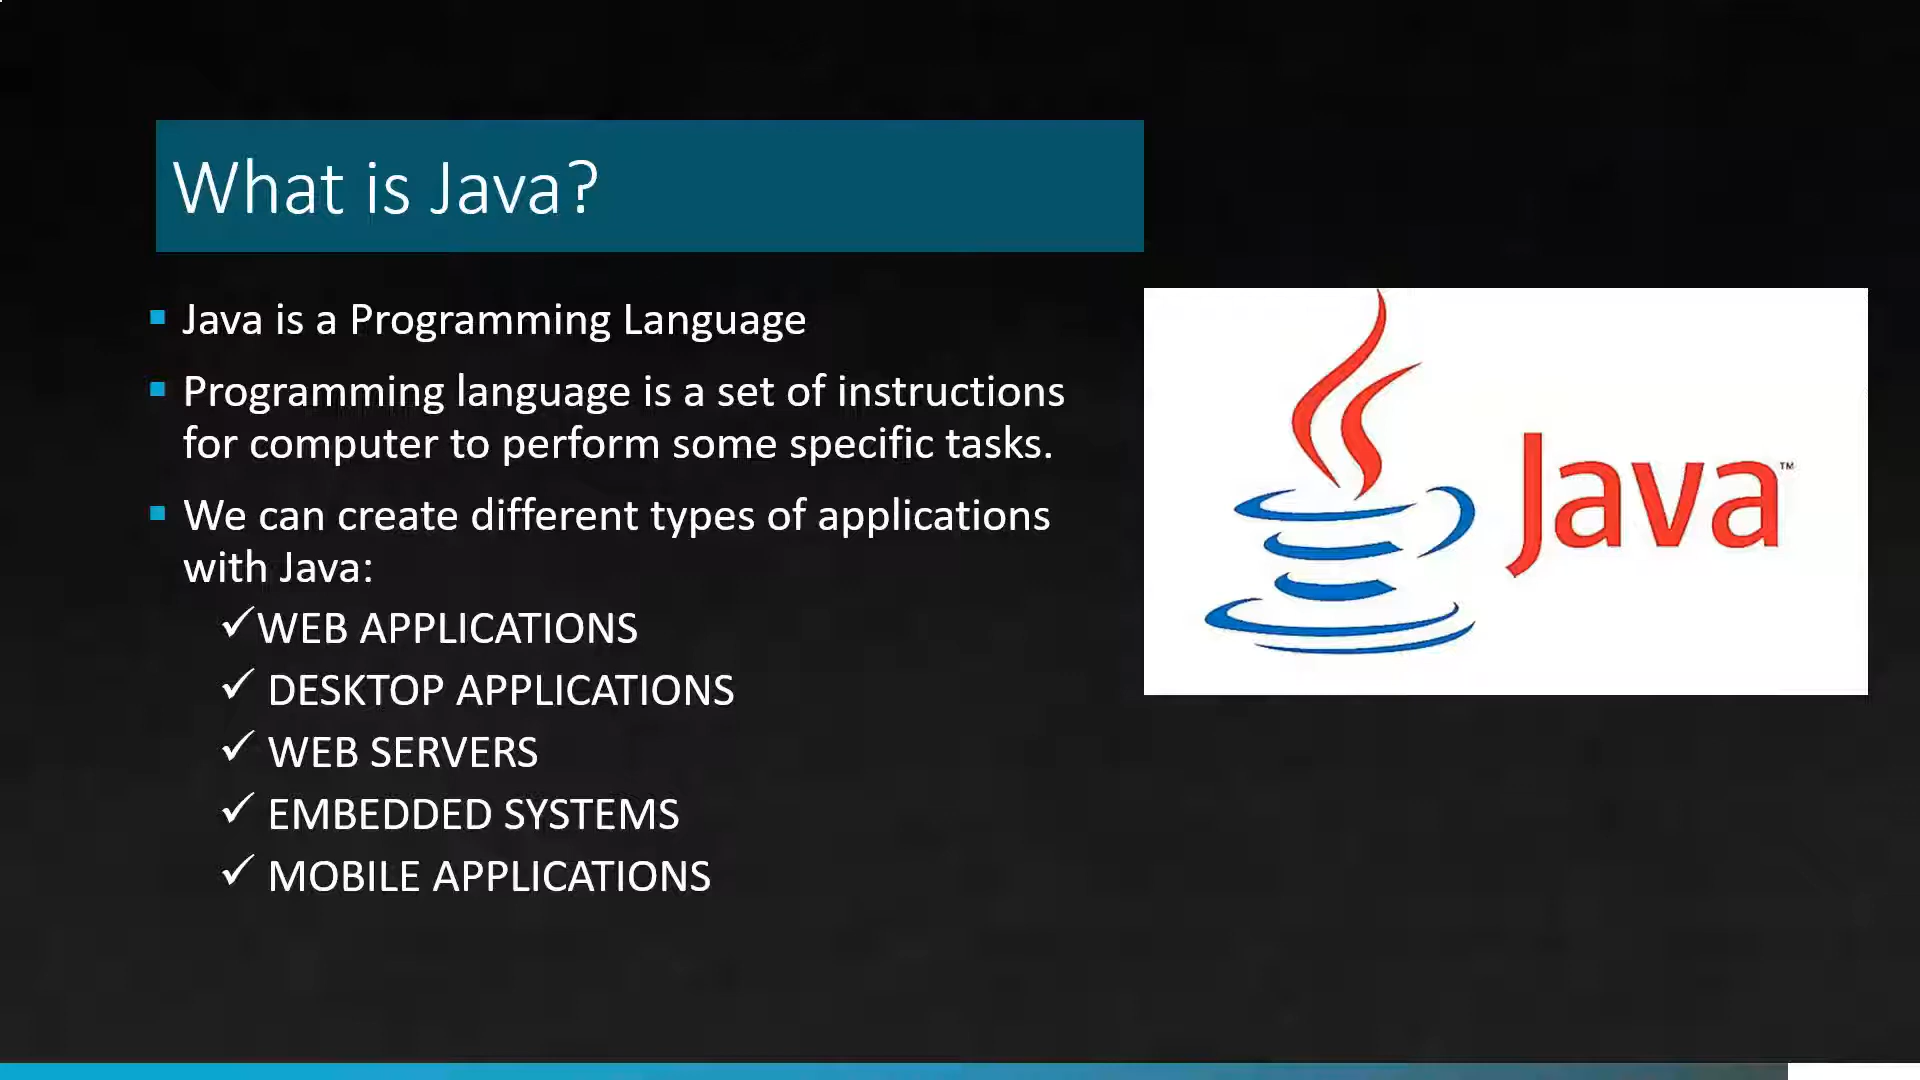 What is Java?
Java is a Programming Language
Programming language is a set of instructions
for computer to perform some specific tasks.
We can create different types of applications
with Java:
WEB APPLICATIONS
DESKTOP APPLICATIONS
WEB SERVERS
EMBEDDED SYSTEMS
MOBILE APPLICATIONS
Java™